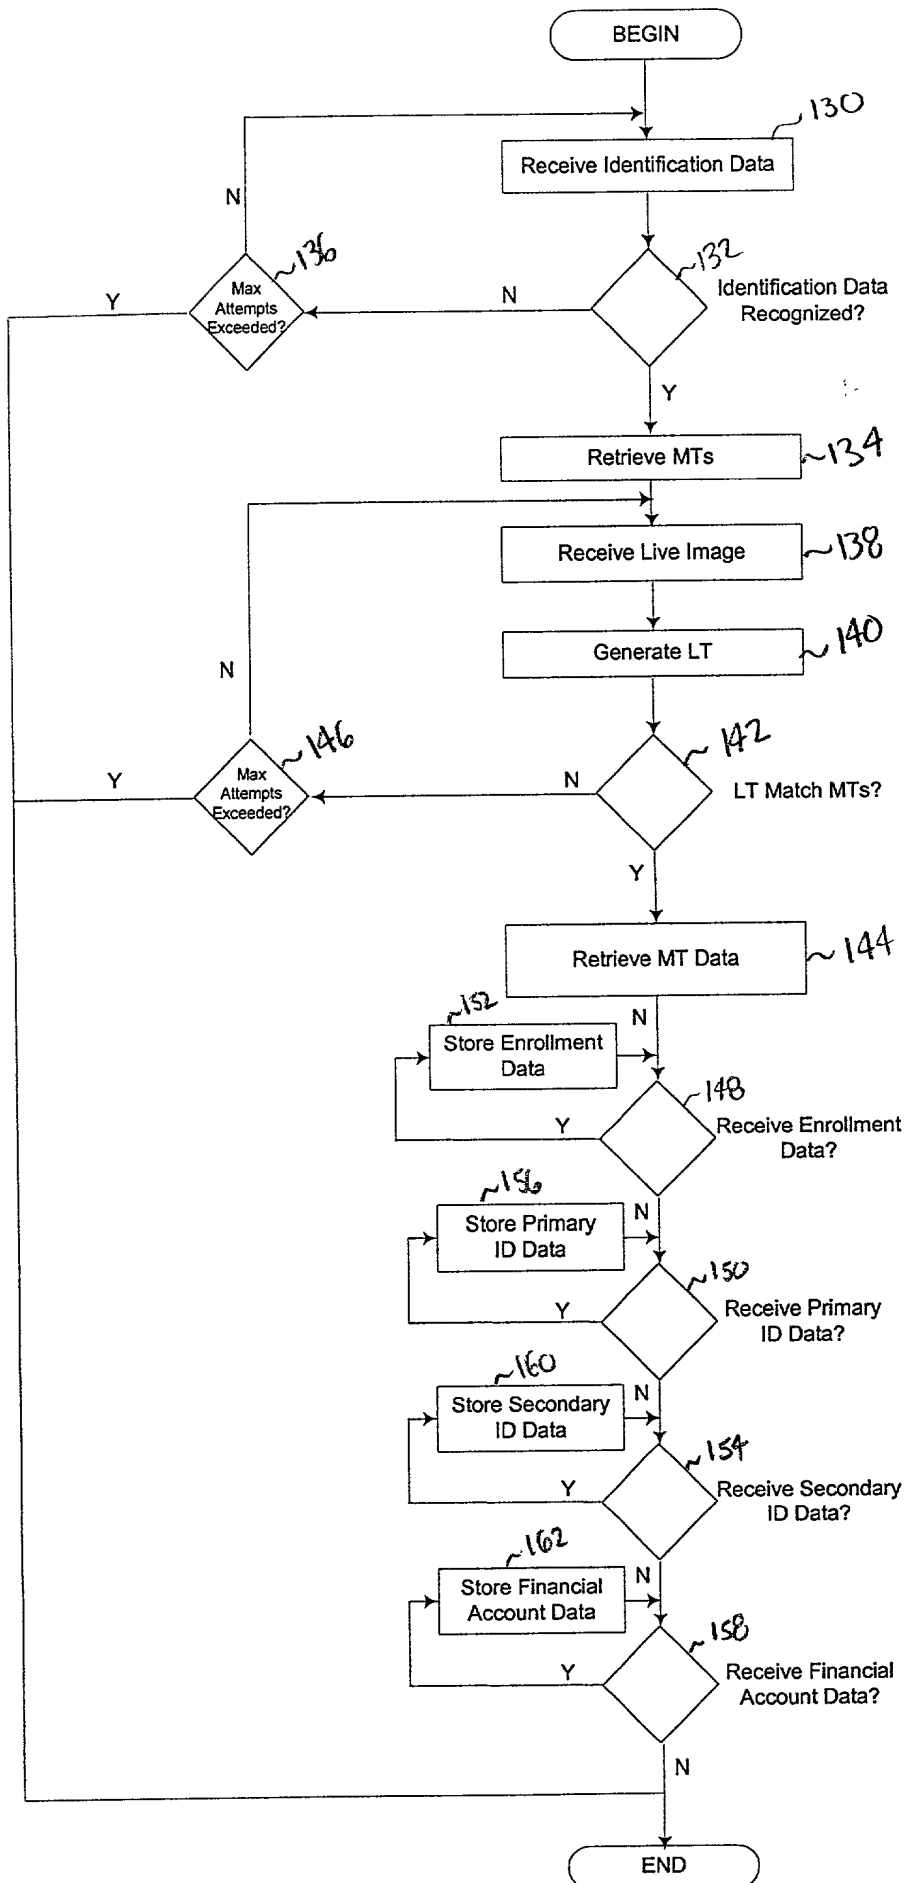 BEGIN
130
Receive Identification Data
N
136
132
Max
Attempts
Exceeded?
Y
N
Identification Data
Recognized?
Y
Retrieve MTs
134
Receive Live Image
138
Generate LT
140
N
146
142
Max
Attempts
Exceeded?
Y
N
LT Match MTs?
Y
Retrieve MT Data
144
152
N
Store Enrollment
Data
148
Y
Receive Enrollment
Data?
156
N
Store Primary
ID Data
150
Y
Receive Primary
ID Data?
160
N
Store Secondary
ID Data
154
Y
Receive Secondary
ID Data?
162
N
Store Financial
Account Data
158
Y
Receive Financial
Account Data?
N
END